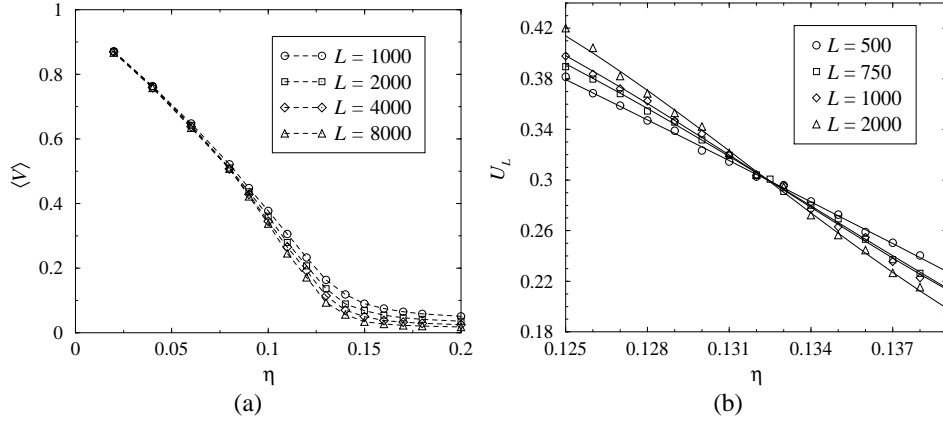 1
0.8
0.6
0.4
0.2
0
⟨V⟩
0
0.05
0.1
0.15
0.2
η
L = 1000
L = 2000
L = 4000
L = 8000
(a)
0.42
0.38
0.34
0.3
0.26
0.22
0.18
U_L
0.125
0.128
0.131
0.134
0.137
η
L = 500
L = 750
L = 1000
L = 2000
(b)